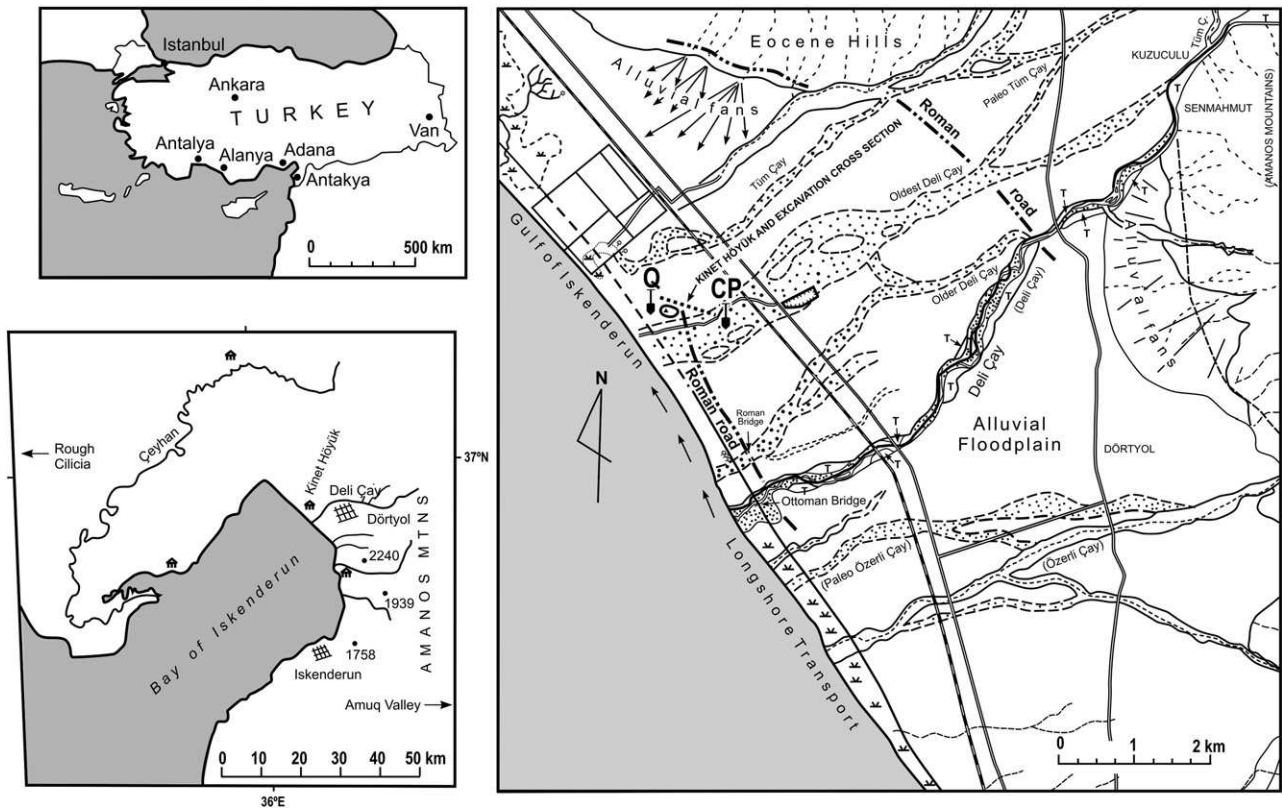 Istanbul
Ankara
TURKEY
Van
Antalya
Alanya
Adana
Antakya
0 500 km
Rough
Cilicia
Çeyhan
Kinet Höyük
37°N
Deli Çay
Dörtyol
2240
1939
1758
AMANOS MTNS
Bay of Iskenderun
Iskenderun
Amuq Valley
0 10 20 30 40 50 km
36°E
Eocene Hills
Alluvial fans
Roman
road
Paleo Tüm Çay
Tüm Ç.
KUZUCULU
SENMAHMUT
(AMANOS MOUNTAINS)
T
T
Tüm Çay
KINET HÖYÜK AND EXCAVATION CROSS SECTION
Oldest Deli Çay
T
T
T
Alluvial fans
Gulf of Iskenderun
Q
CP
Older Deli Çay
(Deli Çay)
T
T
T
Deli Çay
N
Roman road
Roman
Bridge
T
T
T
T
T
Alluvial
Floodplain
DÖRTYOL
Ottoman Bridge
(Paleo Özerli Çay)
(Özerli Çay)
Longshore Transport
0 1 2 km